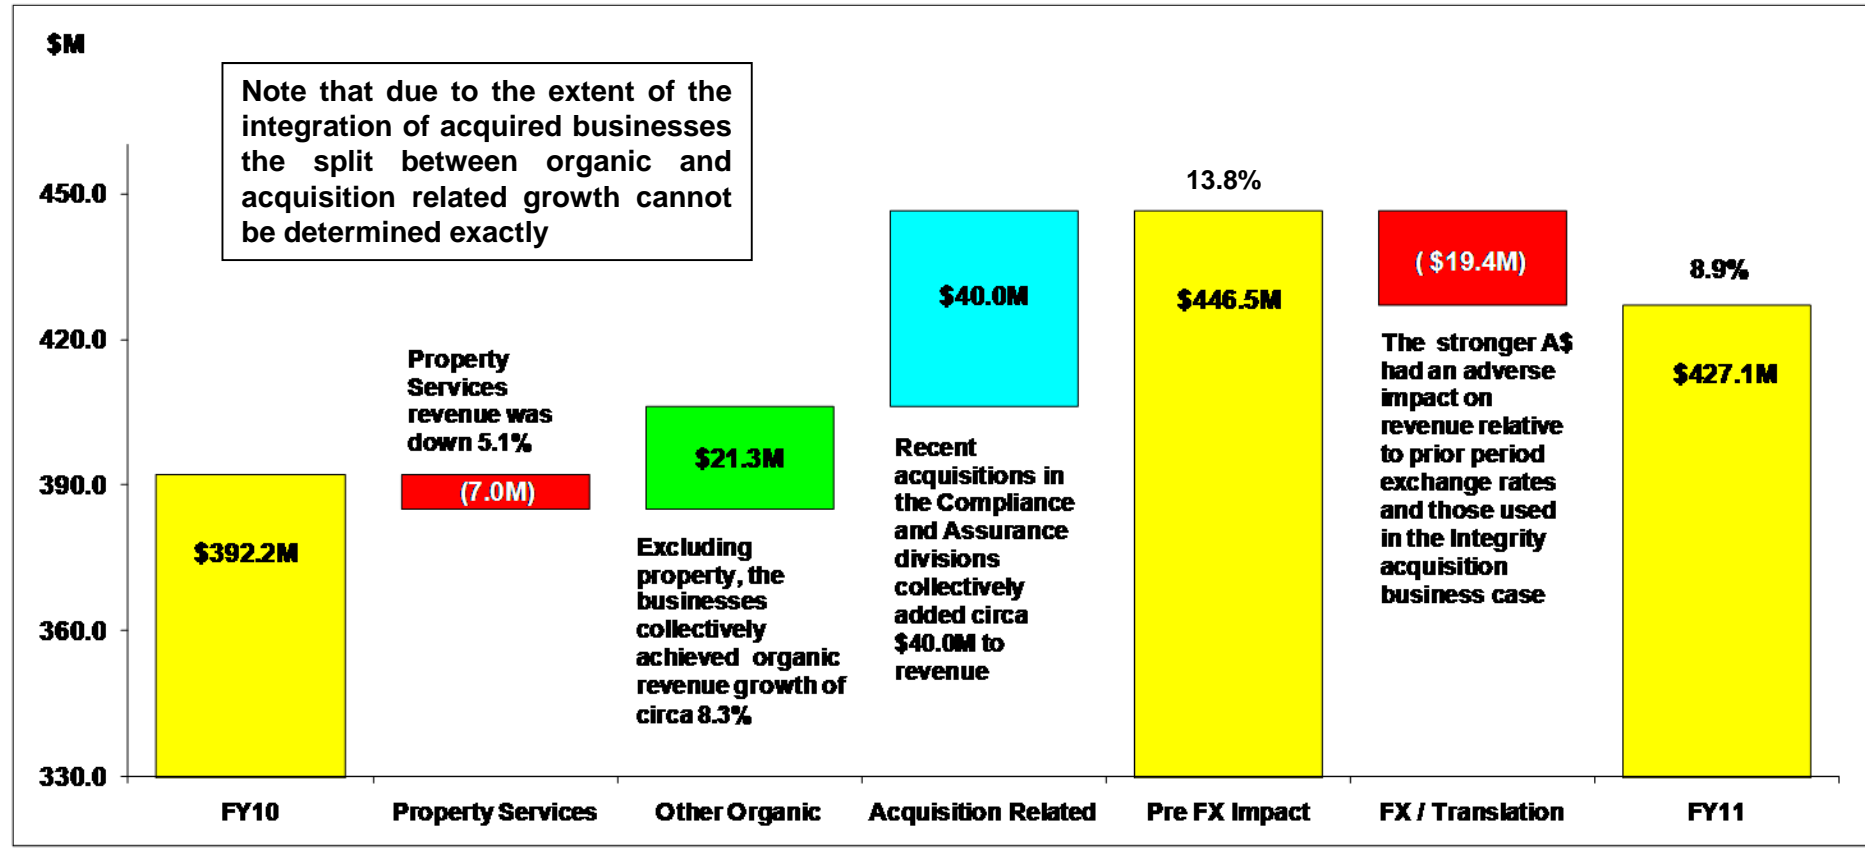 $M
Note that due to the extent of the
integration of acquired businesses
the split between organic and
acquisition related growth cannot
be determined exactly
450.0
420.0
390.0
360.0
330.0
$392.2M
Property
Services
revenue was
down 5.1%
(7.0M)
$21.3M
Excluding
property, the
businesses
collectively
achieved organic
revenue growth of
circa 8.3%
$40.0M
Recent
acquisitions in
the Compliance
and Assurance
divisions
collectively
added circa
$40.0M to
revenue
13.8%
$446.5M
( $19.4M)
The stronger A$
had an adverse
impact on
revenue relative
to prior period
exchange rates
and those used
in the Integrity
acquisition
business case
8.9%
$427.1M
FY10
Property Services
Other Organic
Acquisition Related
Pre FX Impact
FX / Translation
FY11